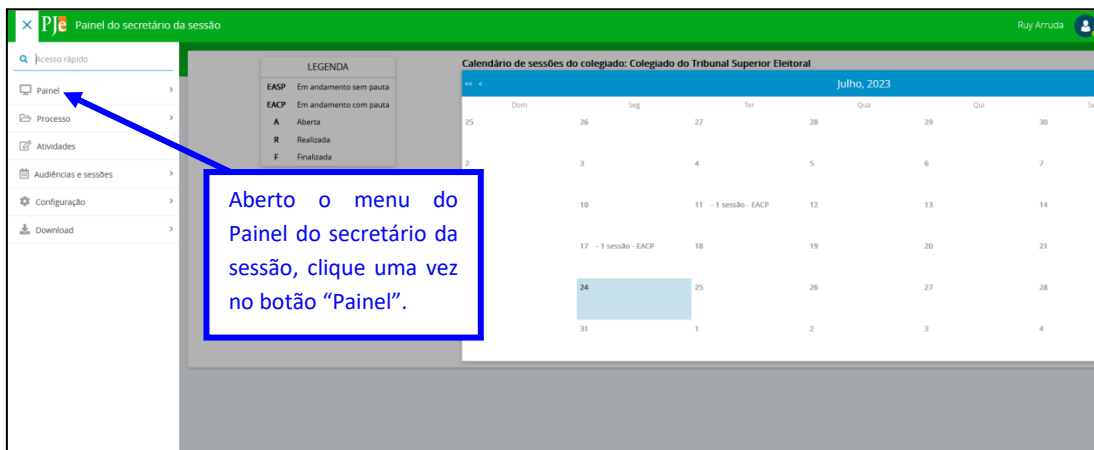 × PJe Painel do secretário da sessão Ruy Arruda
Acesso rápido
Painel
Processo
Atividades
Audiências e sessões
Configuração
Download
LEGENDA
EASP Em andamento sem pauta
EACP Em andamento com pauta
A Aberta
R Realizada
F Finalizada
Aberto o menu do
Painel do secretário da
sessão, clique uma vez
no botão “Painel”.
Calendário de sessões do colegiado: Colegiado do Tribunal Superior Eleitoral
<< < Julho, 2023
Dom Seg Ter Qua Qui
25 26 27 28 29 30
2 3 4 5 6 7
10 11 - 1 sessão - EACP 12 13 14
17 - 1 sessão - EACP 18 19 20 21
24 25 26 27 28
31 1 2 3 4